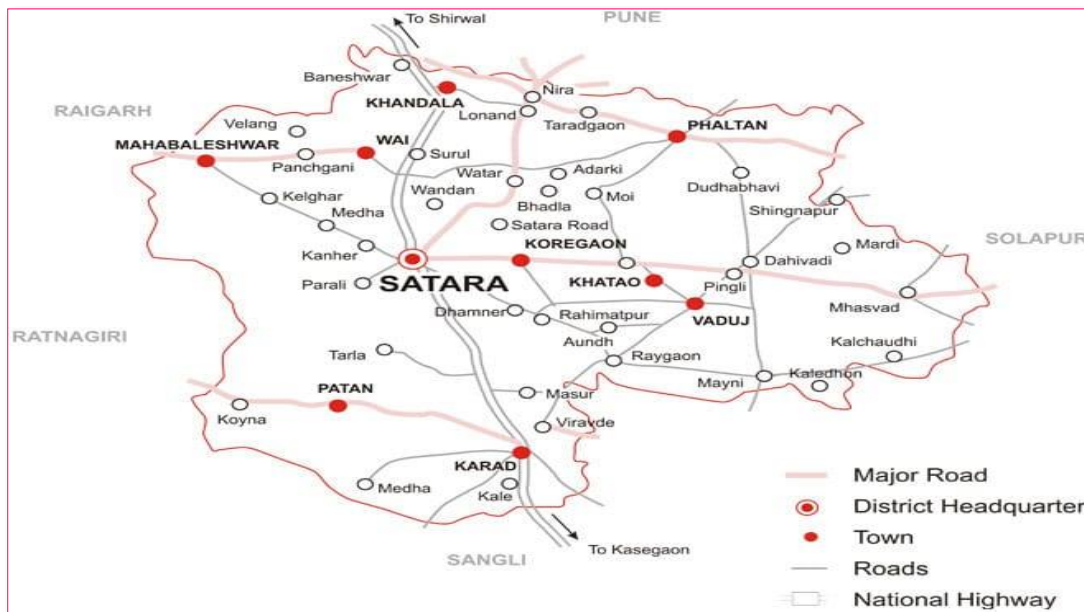 To Shirwal
PUNE
Baneshwar
KHANDALA
Nira
Lonand
Taradgaon
PHALTAN
RAIGARH
Velang
WAI
MAHABALESHWAR
Panchgani
Surul
Watar
Adarki
Wandan
Bhadla
Moi
Dudhabhavi
Kelghar
Medha
Satara Road
Shingnapur
Kanher
KOREGAON
Mardi
SOLAPUR
Dahivadi
Parali
SATARA
KHATAO
Pingli
Mhasvad
Dhamner
Rahimatpur
VADUJ
RATNAGIRI
Aundh
Kalchaudhi
Tarla
Raygaon
Mayni
Kaledhon
PATAN
Masur
Koyna
Viravde
KARAD
Medha
Kale
SANGLI
To Kasegaon
Major Road
District Headquarter
Town
Roads
National Highway